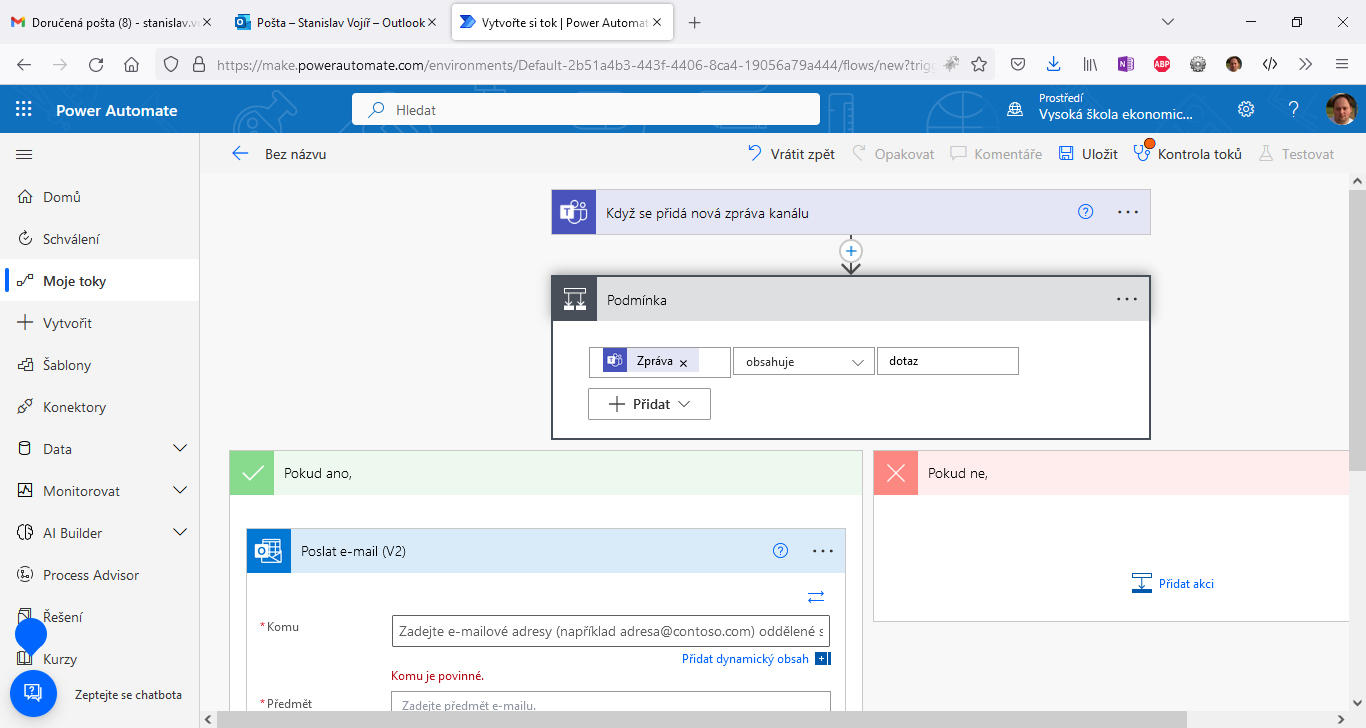 Doručená pošta (8) - stanislav.v
Pošta – Stanislav Vojíř – Outlook
Vytvořte si tok | Power Automat
https://make.powerautomate.com/environments/Default-2b51a4b3-443f-4406-8ca4-19056a79a444/flows/new?trigg
ABP
Power Automate
Hledat
Prostředí
Vysoká škola ekonomic...
Bez názvu
Vrátit zpět
Opakovat
Komentáře
Uložit
Kontrola toků
Testovat
Domů
Schválení
Moje toky
Vytvořit
Šablony
Konektory
Data
Monitorovat
AI Builder
Process Advisor
Řešení
Kurzy
Zeptejte se chatbota
Když se přidá nová zpráva kanálu
Podmínka
Zpráva
obsahuje
dotaz
Přidat
Pokud ano,
Poslat e-mail (V2)
*Komu
Zadejte e-mailové adresy (například adresa@contoso.com) oddělené s
Přidat dynamický obsah
Komu je povinné.
*Předmět
Zadejte předmět e-mailu.
Pokud ne,
Přidat akci